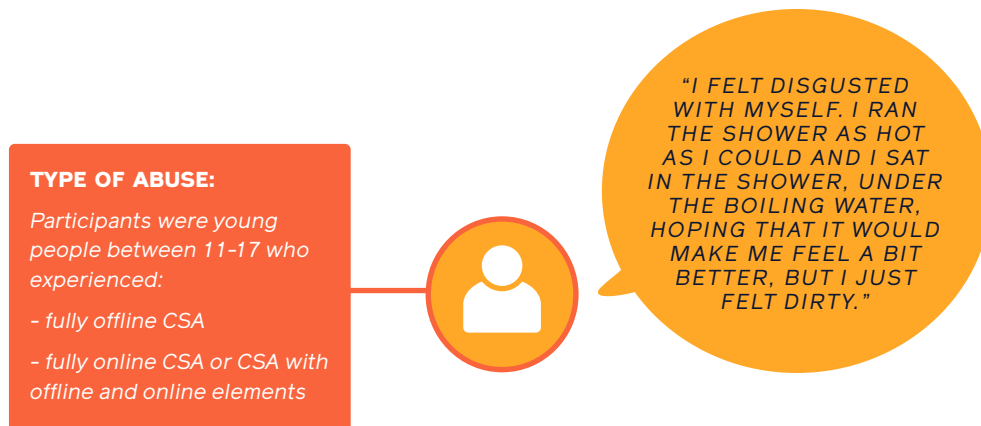 TYPE OF ABUSE:
Participants were young
people between 11-17 who
experienced:
- fully offline CSA
- fully online CSA or CSA with
offline and online elements
“I FELT DISGUSTED
WITH MYSELF. I RAN
THE SHOWER AS HOT
AS I COULD AND I SAT
IN THE SHOWER, UNDER
THE BOILING WATER,
HOPING THAT IT WOULD
MAKE ME FEEL A BIT
BETTER, BUT I JUST
FELT DIRTY.”